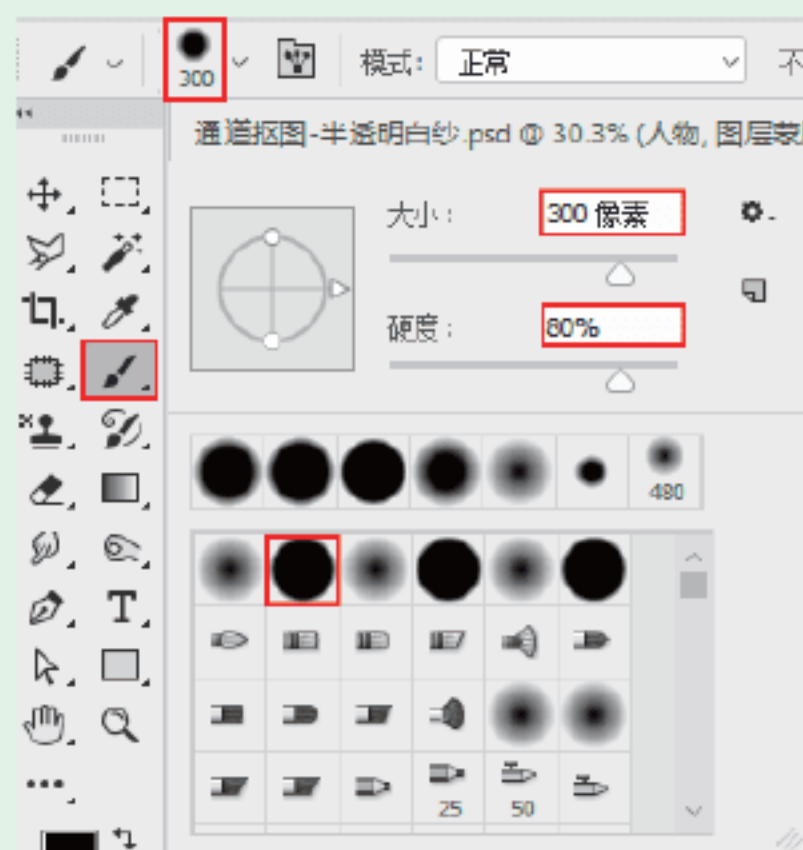 300
模式：
正常
不
通道抠图-半透明白纱.psd @ 30.3% (人物, 图层蒙
大小：
300 像素
硬度：
80%
480
25
50